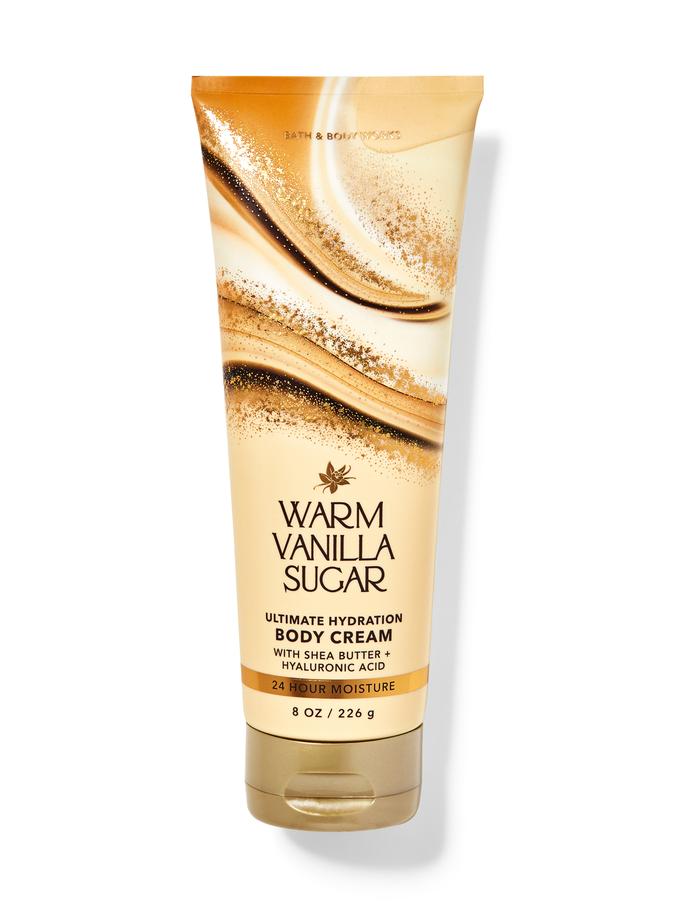 BATH & BODY WORKS
WARM
VANILLA
SUGAR
ULTIMATE HYDRATION
BODY CREAM
WITH SHEA BUTTER +
HYALURONIC ACID
24 HOUR MOISTURE
8 OZ / 226 g